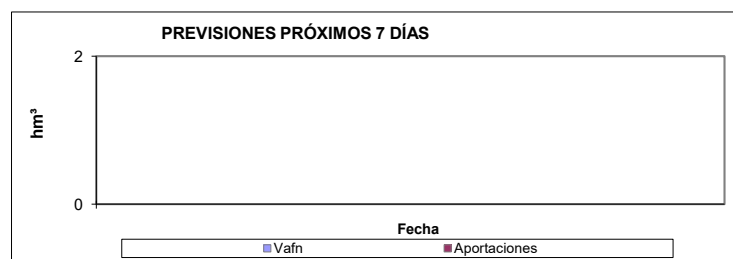 PREVISIONES PRÓXIMOS 7 DÍAS
2
hm³
0
Fecha
Vafn Aportaciones